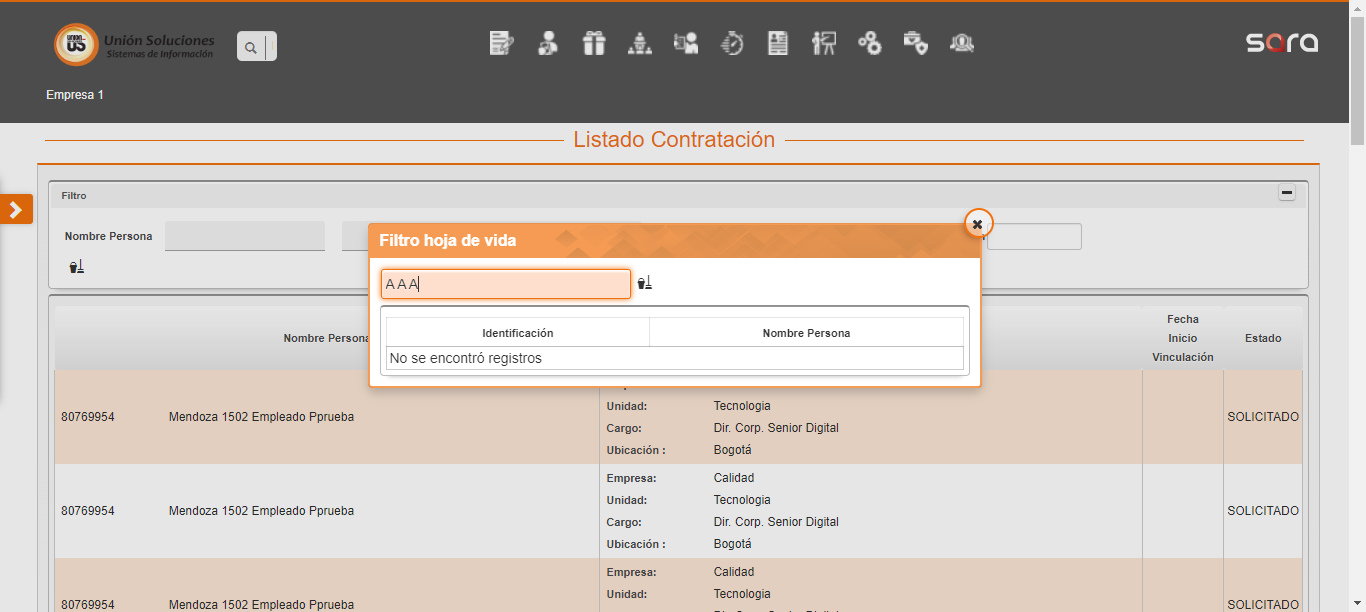 UNION
US
Unión Soluciones
Sistemas de Información
sara
Empresa 1
Listado Contratación
Filtro
Nombre Persona
Filtro hoja de vida
A A A
Identificación Nombre Persona
No se encontró registros
Nombre Persona
Fecha Inicio Vinculación
Estado
80769954 Mendoza 1502 Empleado Pprueba
Unidad: Tecnologia
Cargo: Dir. Corp. Senior Digital
Ubicación : Bogotá
SOLICITADO
80769954 Mendoza 1502 Empleado Pprueba
Empresa: Calidad
Unidad: Tecnologia
Cargo: Dir. Corp. Senior Digital
Ubicación : Bogotá
SOLICITADO
80769954 Mendoza 1502 Empleado Pprueba
Empresa: Calidad
Unidad: Tecnologia
SOLICITADO